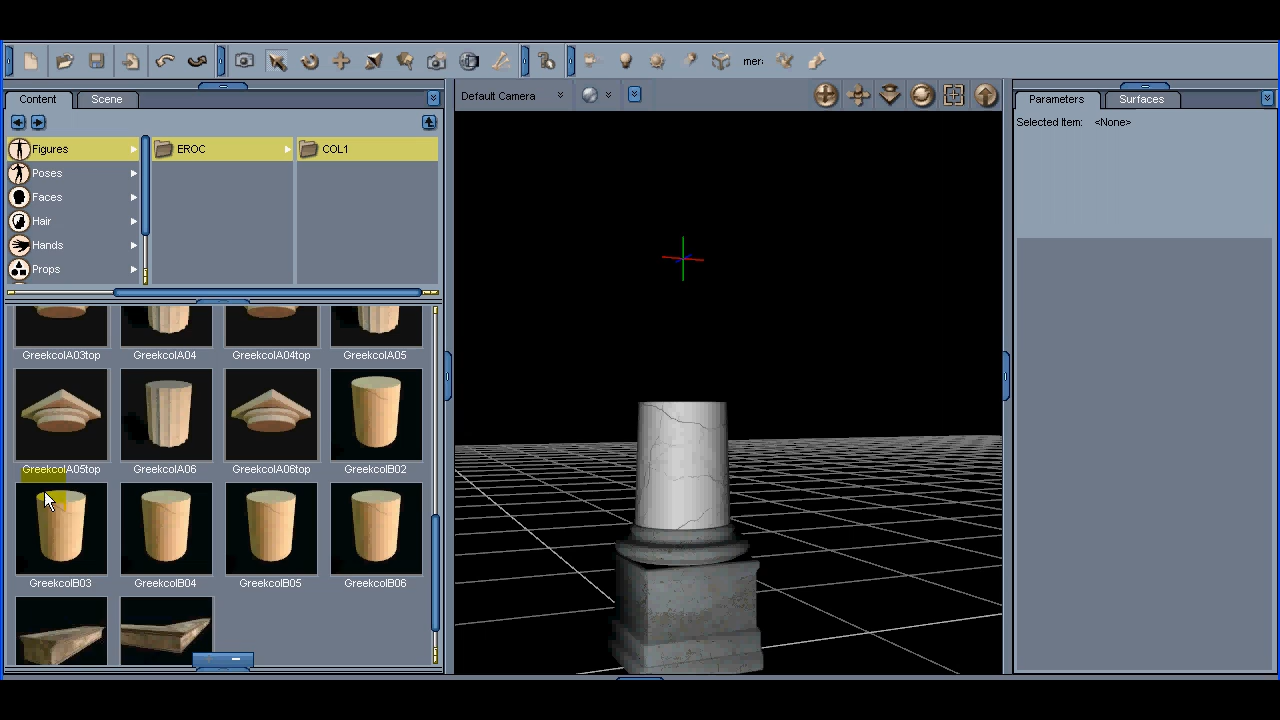 mer:
Content
Scene
Default Camera
Parameters
Surfaces
Selected Item:
<None>
Figures
EROC
COL1
Poses
Faces
Hair
Hands
Props
GreekcolA03top
GreekcolA04
GreekcolA04top
GreekcolA05
GreekcolA05top
GreekcolA06
GreekcolA06top
GreekcolB02
GreekcolB03
GreekcolB04
GreekcolB05
GreekcolB06